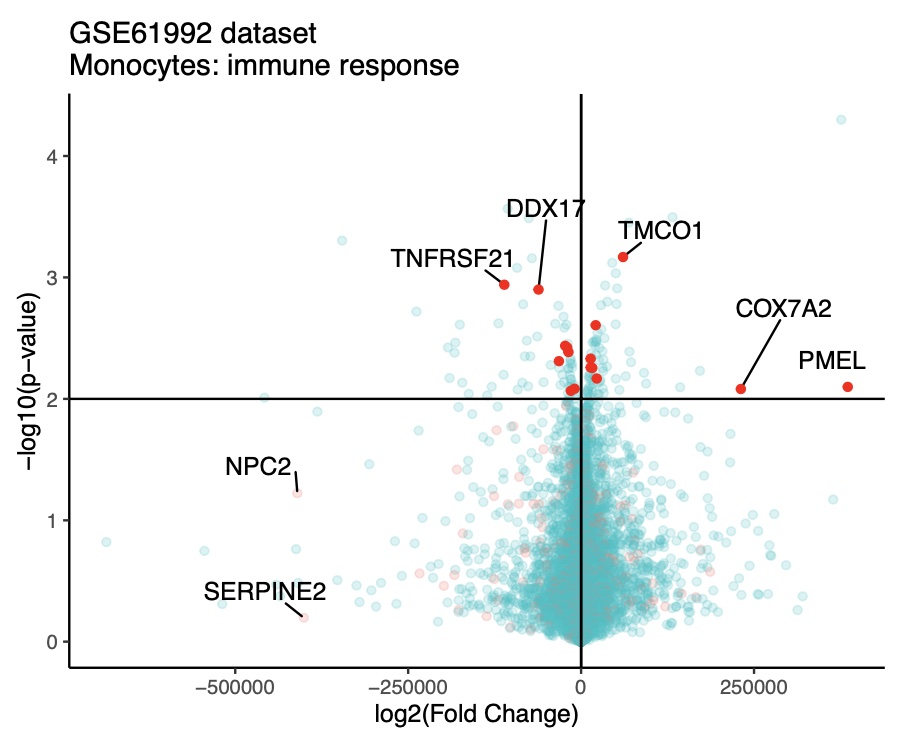 GSE61992 dataset
Monocytes: immune response
DDX17
TMCO1
TNFRSF21
COX7A2
PMEL
NPC2
SERPINE2
4
3
2
1
0
−log10(p−value)
−500000
−250000
0
250000
log2(Fold Change)